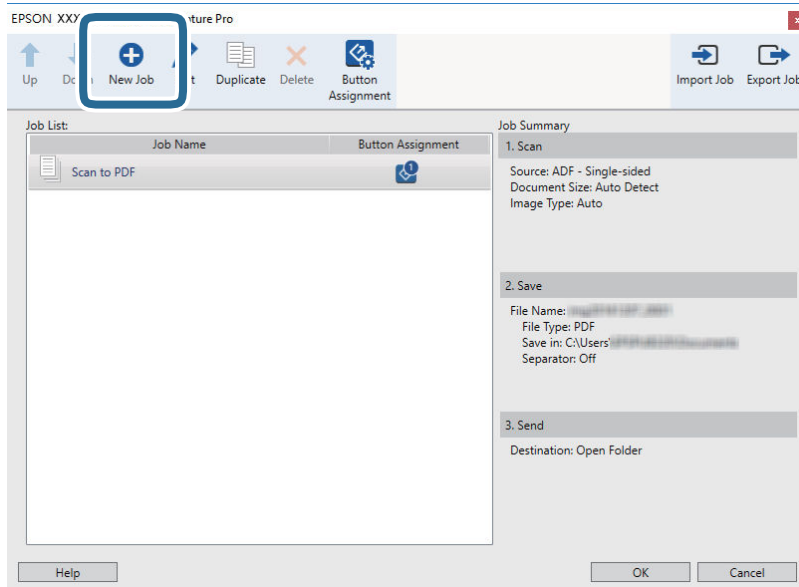 EPSON XXX ture Pro
x
Up
New Job
Duplicate
Delete
Button
Assignment
Import Job
Export Job
Job List:
Job Name Button Assignment
Scan to PDF 1
Job Summary
1. Scan
Source: ADF - Single-sided
Document Size: Auto Detect
Image Type: Auto
2. Save
File Name:
File Type: PDF
Save in: C:\Users\
Separator: Off
3. Send
Destination: Open Folder
Help
OK
Cancel